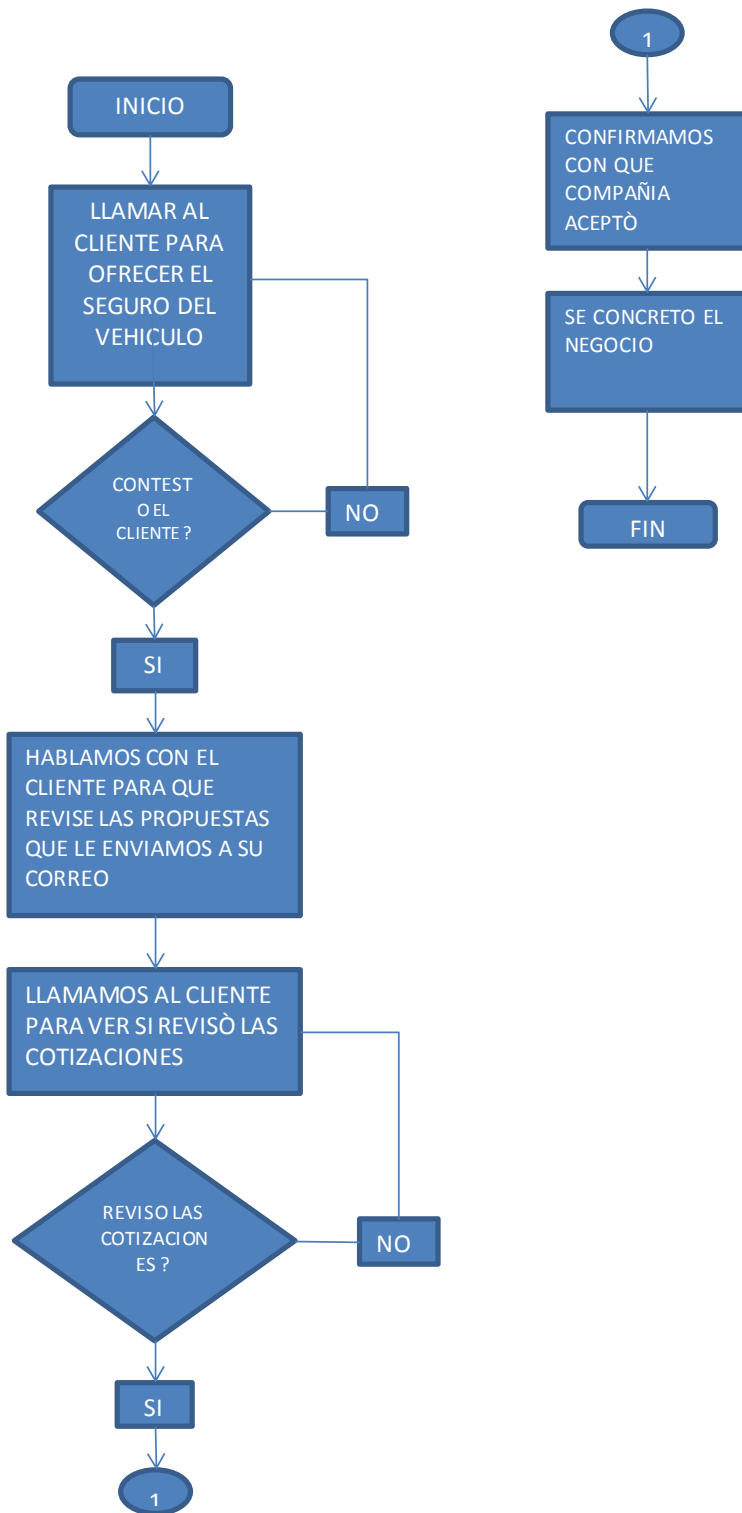 INICIO
LLAMAR AL
CLIENTE PARA
OFRECER EL
SEGURO DEL
VEHICULO
CONTEST
O EL
CLIENTE ?
NO
SI
HABLAMOS CON EL
CLIENTE PARA QUE
REVISE LAS PROPUESTAS
QUE LE ENVIAMOS A SU
CORREO
LLAMAMOS AL CLIENTE
PARA VER SI REVISÒ LAS
COTIZACIONES
REVISO LAS
COTIZACION
ES ?
NO
SI
1
1
CONFIRMAMOS
CON QUE
COMPAÑIA
ACEPTÒ
SE CONCRETO EL
NEGOCIO
FIN